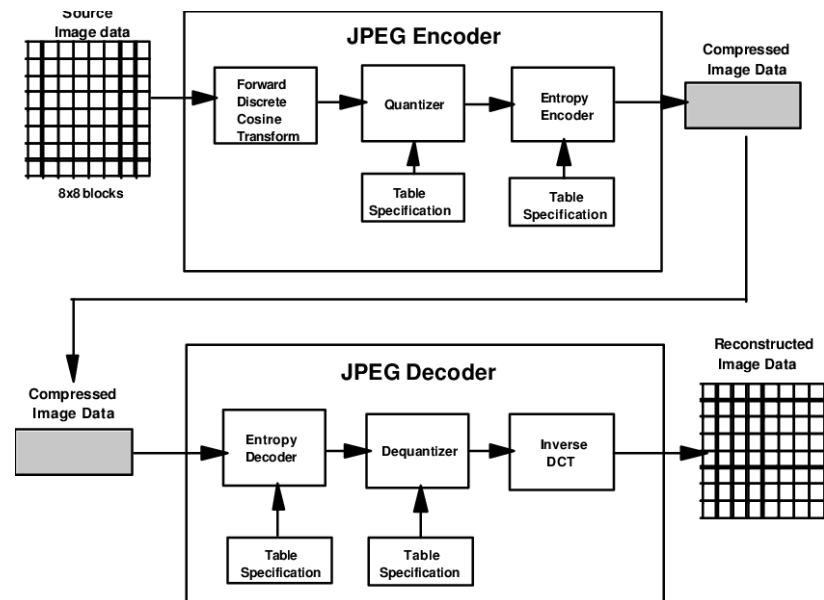 Source
Image data
8x8 blocks
JPEG Encoder
Forward
Discrete
Cosine
Transform
Quantizer
Entropy
Encoder
Table
Specification
Table
Specification
Compressed
Image Data
Compressed
Image Data
JPEG Decoder
Entropy
Decoder
Dequantizer
Inverse
DCT
Table
Specification
Table
Specification
Reconstructed
Image Data